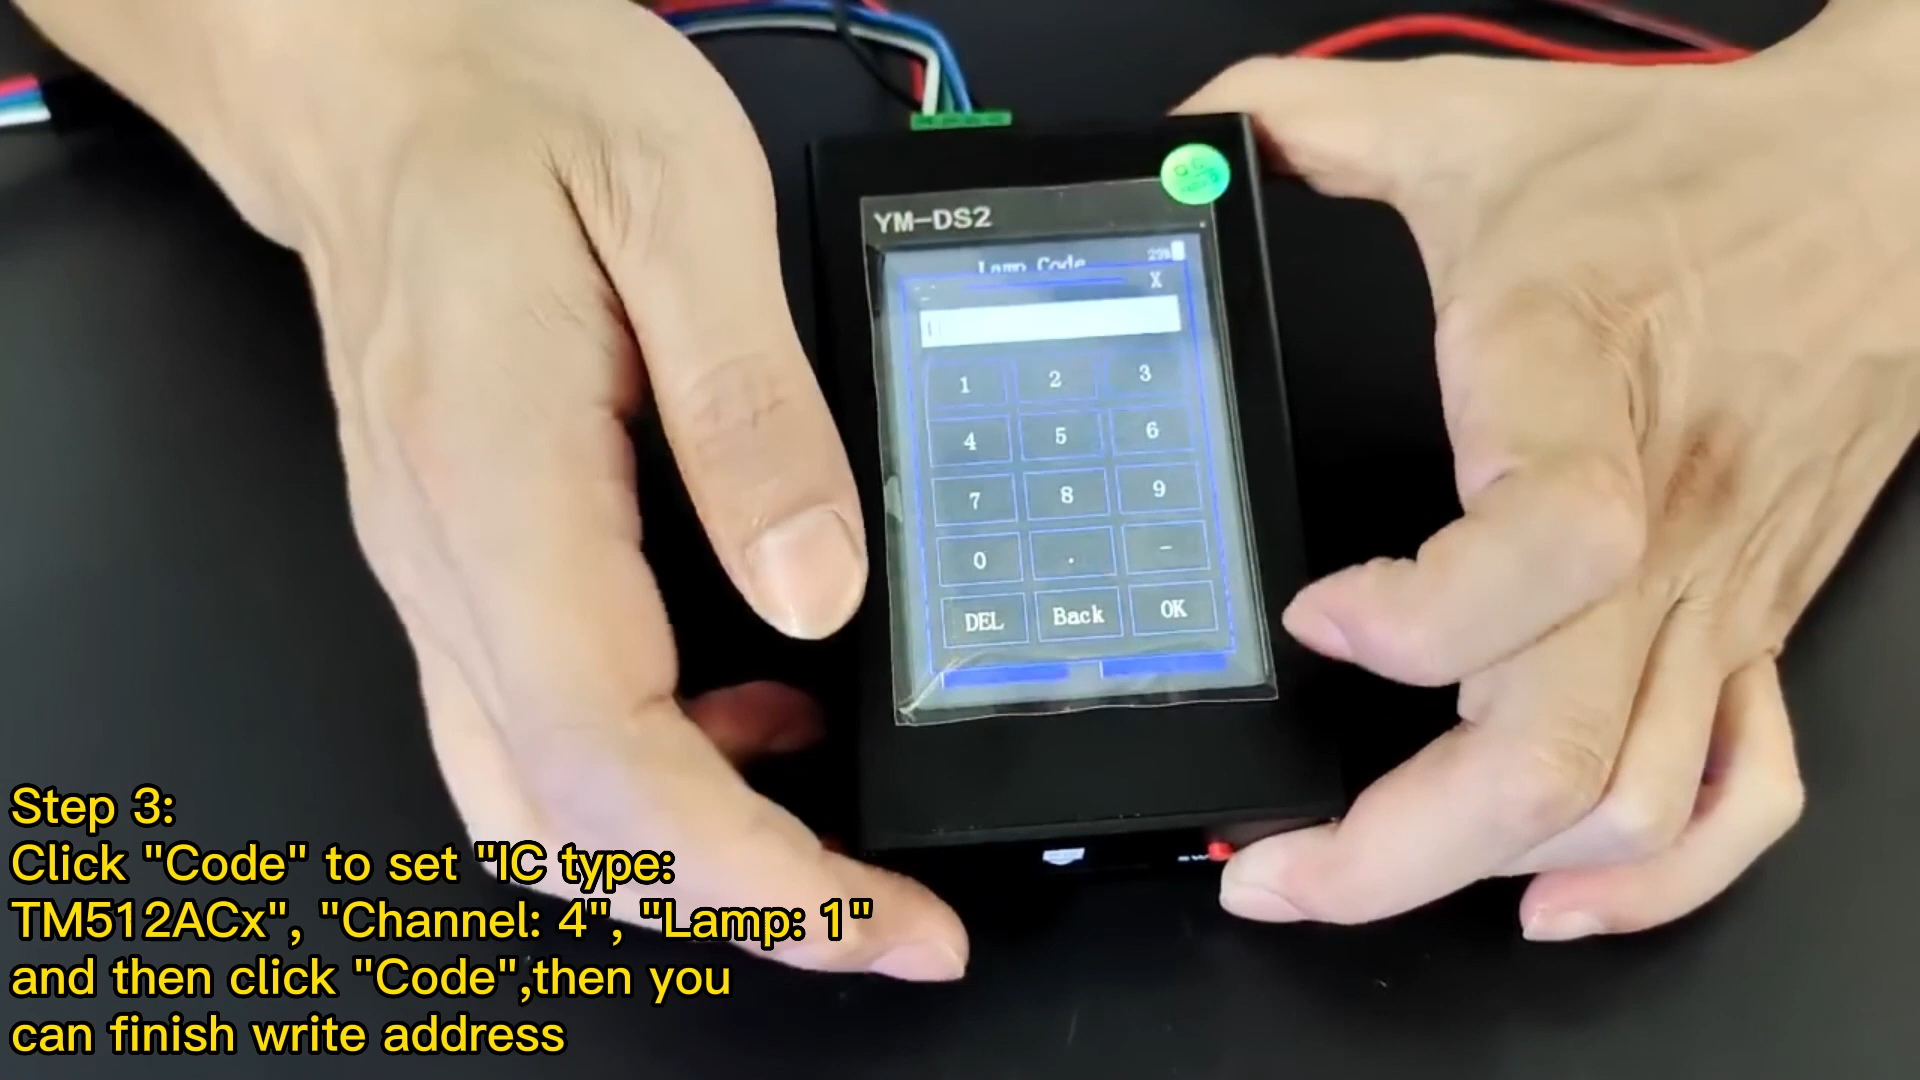 YM-DS2
Lamp Code
29%
X
1 2 3
4 5 6
7 8 9
0 . -
DEL Back OK
Step 3:
Click "Code" to set "IC type:
TM512ACx", "Channel: 4", "Lamp: 1"
and then click "Code",then you
can finish write address